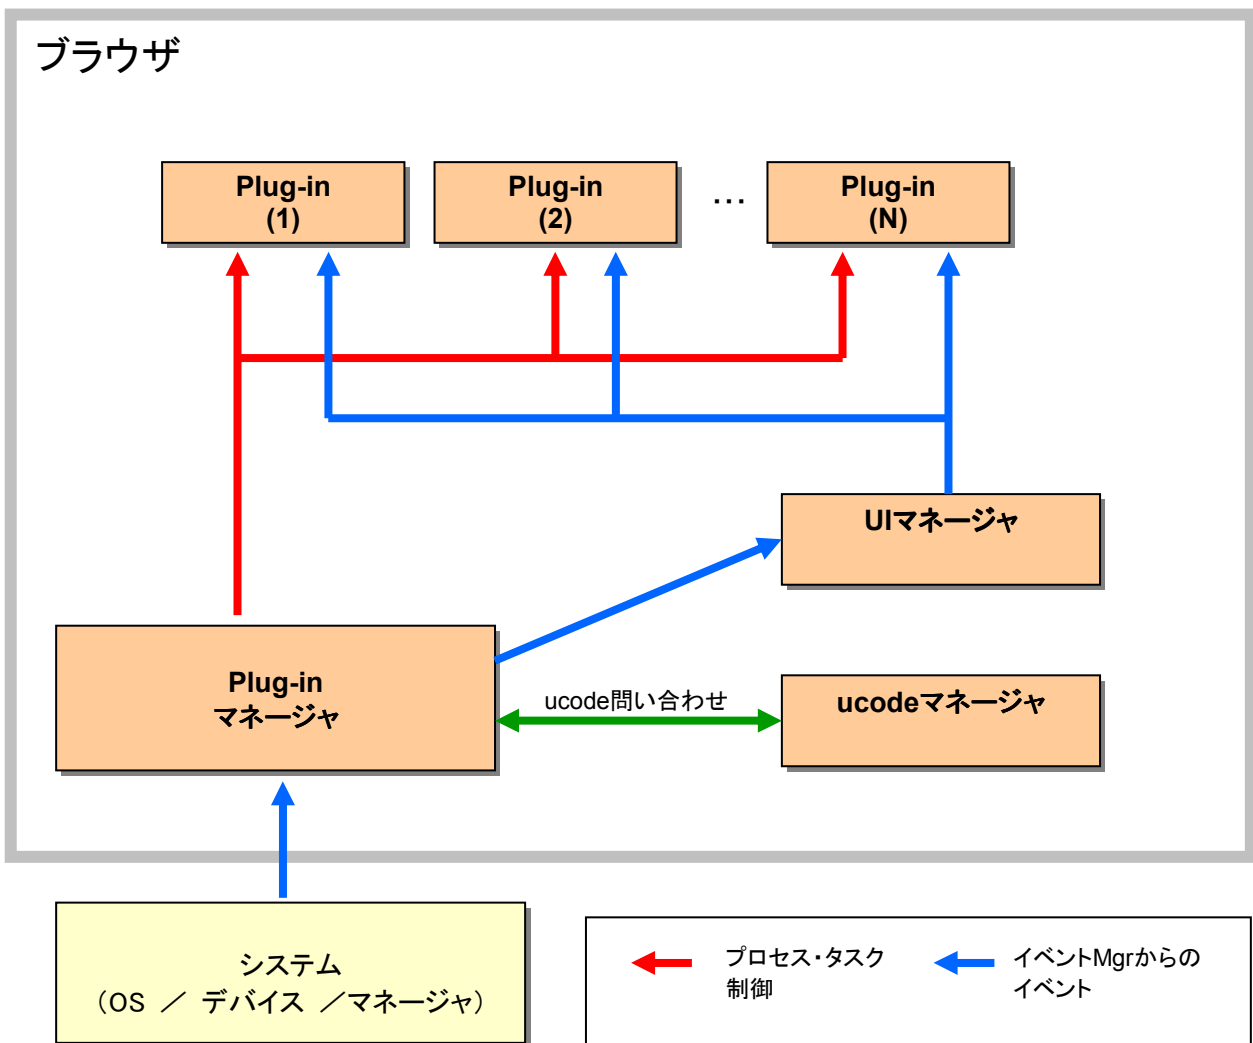 ブラウザ
Plug-in
(1)
Plug-in
(2)
…
Plug-in
(N)
UIマネージャ
Plug-in
マネージャ
ucode問い合わせ
ucodeマネージャ
システム
（OS ／ デバイス ／マネージャ）
プロセス・タスク
制御
イベントMgrからの
イベント